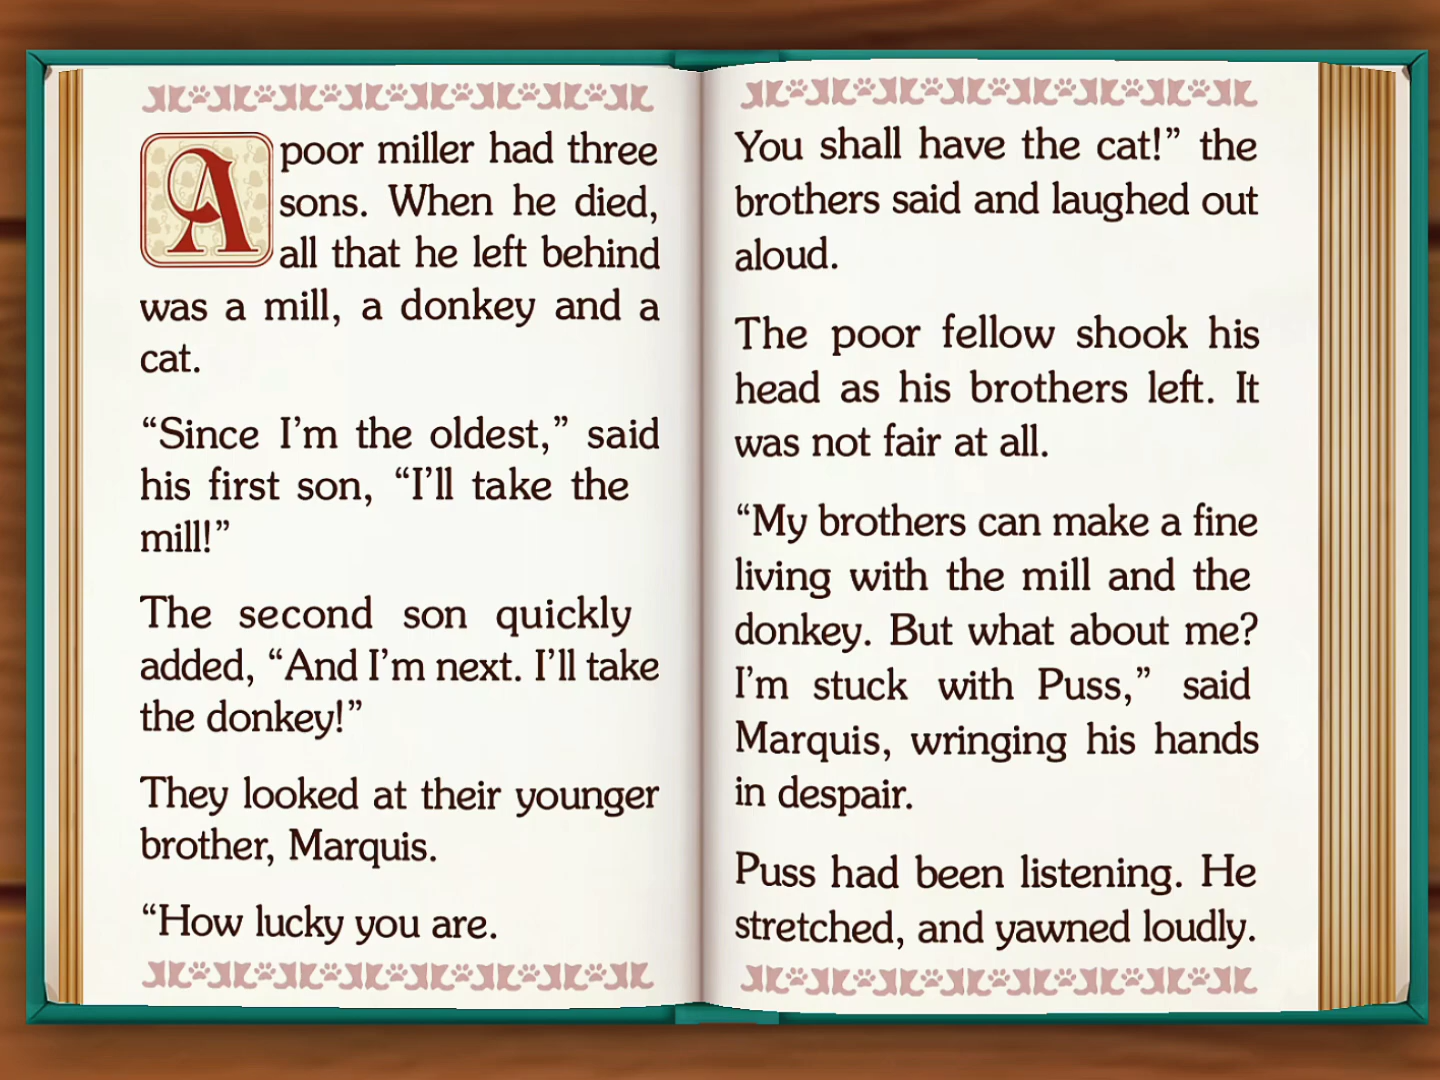 A poor miller had three
sons. When he died,
all that he left behind
was a mill, a donkey and a
cat.
“Since I’m the oldest,” said
his first son, “I’ll take the
mill!”
The second son quickly
added, “And I’m next. I’ll take
the donkey!”
They looked at their younger
brother, Marquis.
“How lucky you are.
You shall have the cat!” the
brothers said and laughed out
aloud.
The poor fellow shook his
head as his brothers left. It
was not fair at all.
“My brothers can make a fine
living with the mill and the
donkey. But what about me?
I’m stuck with Puss,” said
Marquis, wringing his hands
in despair.
Puss had been listening. He
stretched, and yawned loudly.